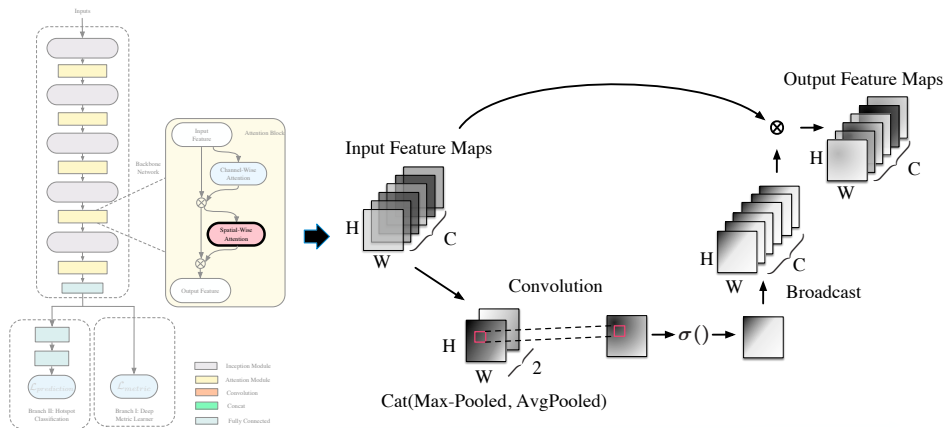 Inputs
Backbone
Network
Attention Block
Input
Feature
Channel-Wise
Attention
Spatial-Wise
Attention
Output Feature
Inception Module
Attention Module
Convolution
Concat
Fully Connected
Branch II: Hotspot
Classification
Branch I: Deep
Metric Learner
ℒmetric
Input Feature Maps
H
W
C
Convolution
H
W
2
Cat(Max-Pooled, AvgPooled)
σ()
Broadcast
H
W
C
⊗
Output Feature Maps
H
W
C